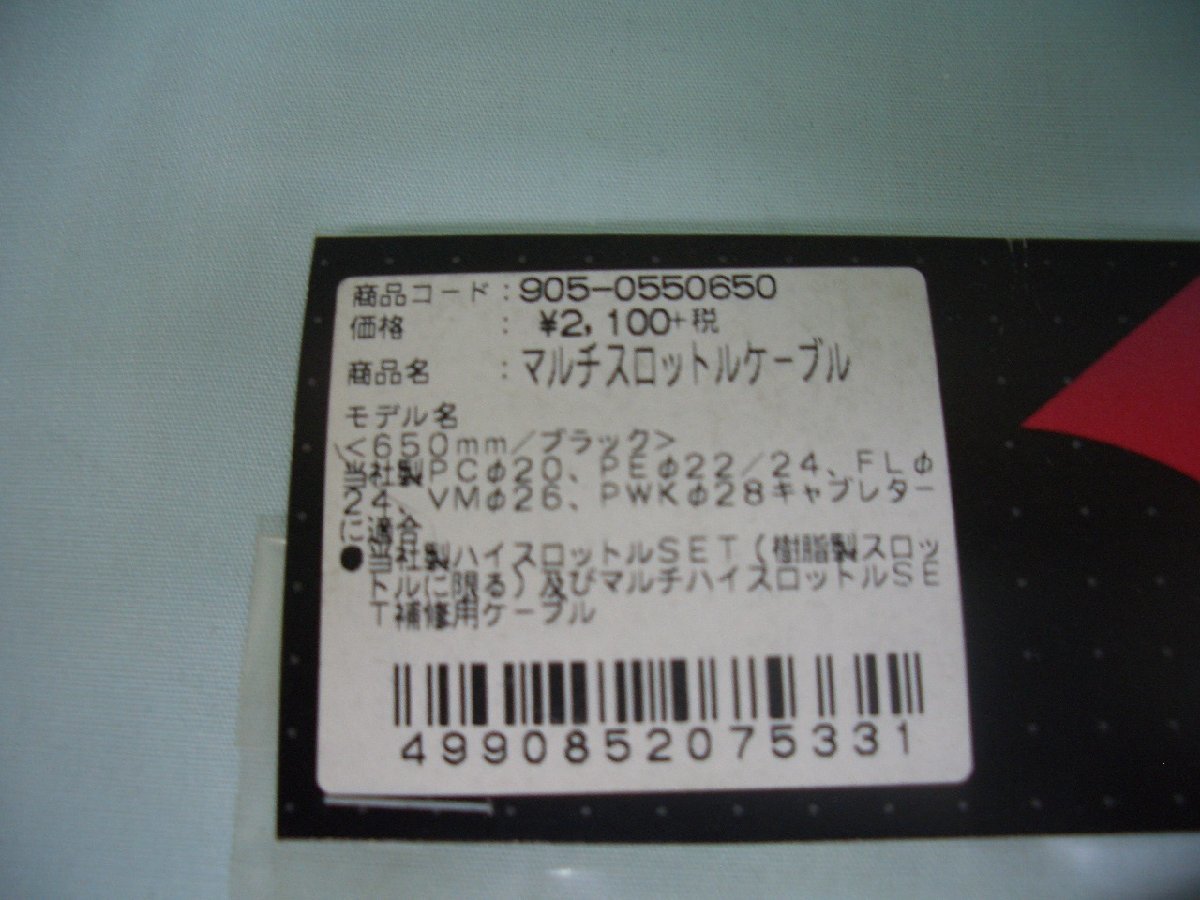 商品コード：905-0550650
価格　　　：¥2,100+税
商品名　　：マルチスロットルケーブル
モデル名
<650mm/ブラック>
当社製PCφ20、PEφ22/24、FLφ
24、VMφ26、PWKφ28キャブレター
に適合
●当社製ハイスロットルSET(樹脂製スロッ
トルに限る)及びマルチハイスロットルSE
T補修用ケーブル
4990852075331